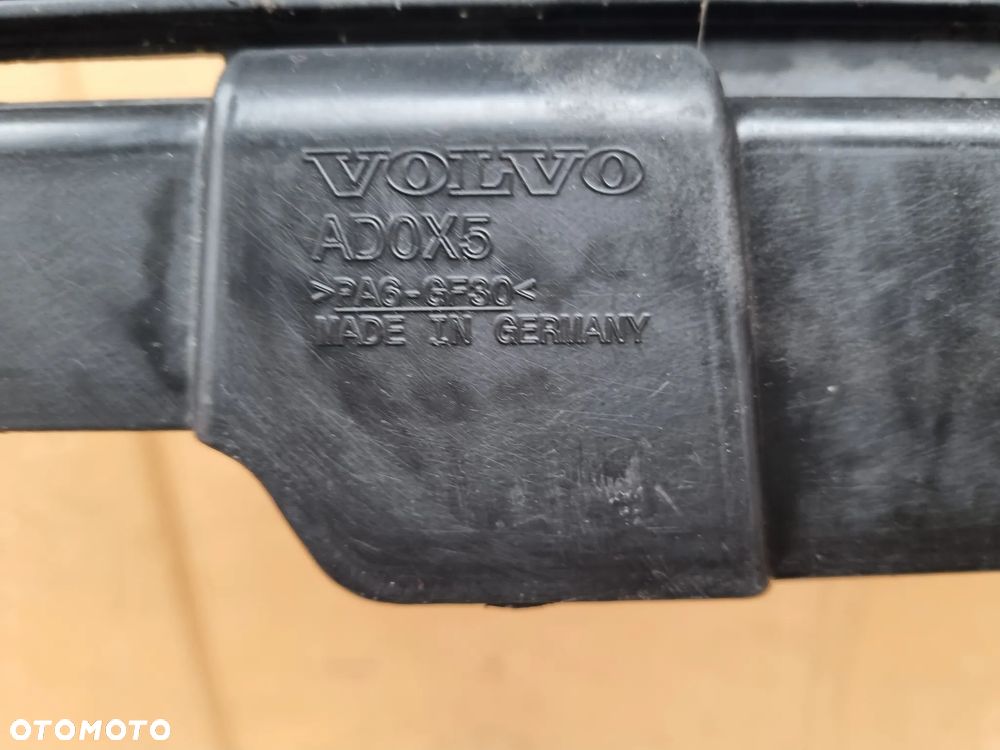 VOLVO
AD0X5
>PA6-GF30<
MADE IN GERMANY
OTOMOTO